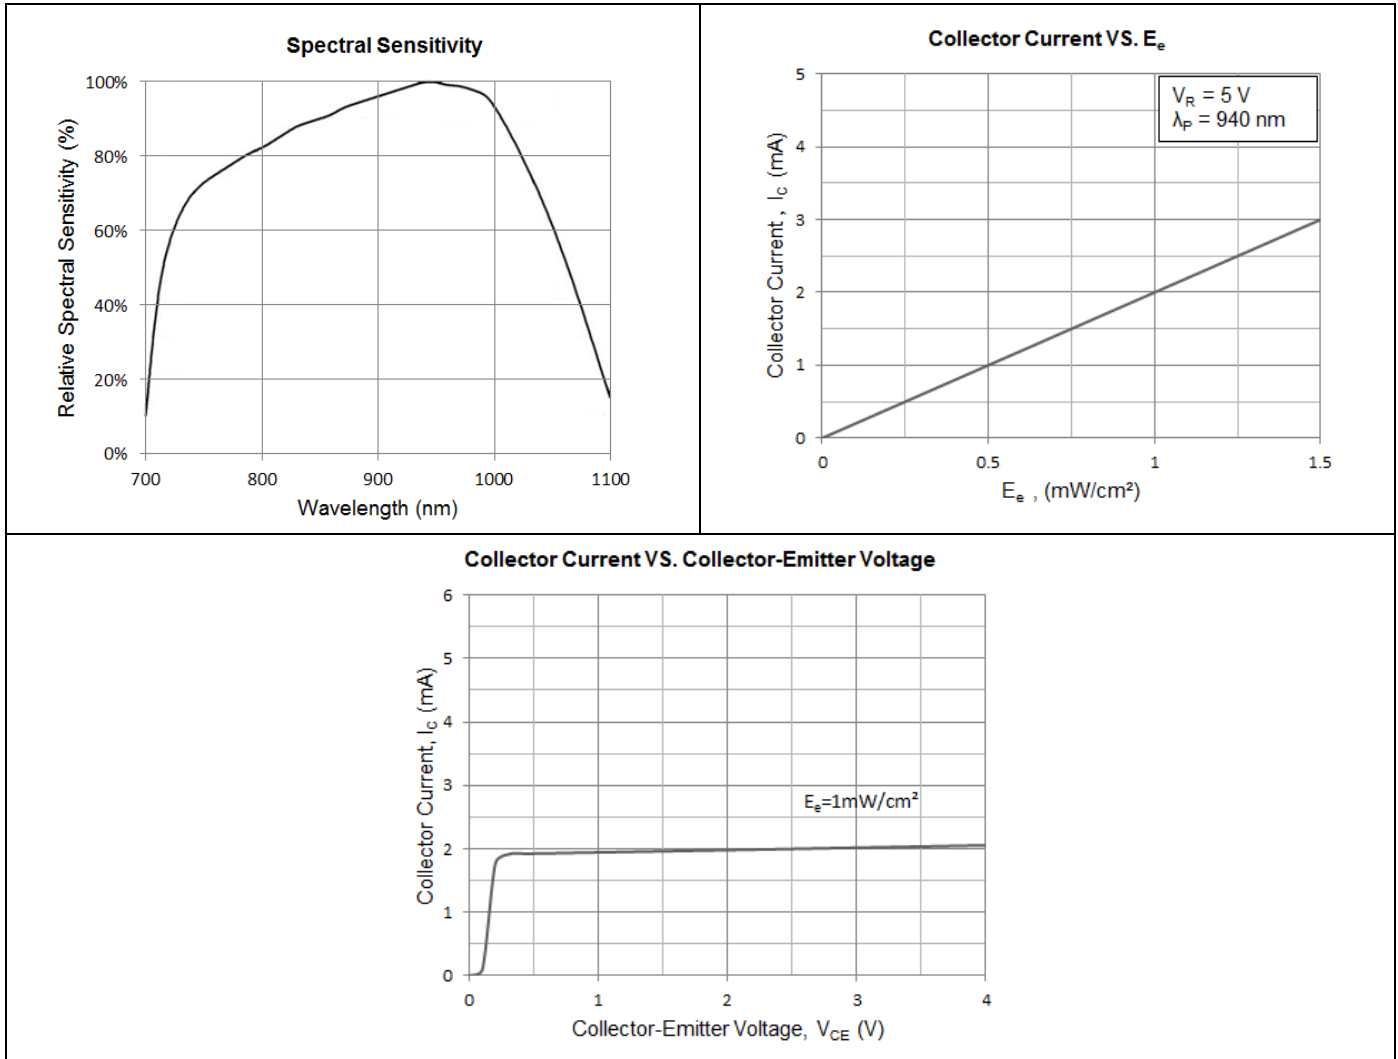 Spectral Sensitivity
Relative Spectral Sensitivity (%)
100%
80%
60%
40%
20%
0%
700 800 900 1000 1100
Wavelength (nm)
Collector Current VS. Ee
Collector Current , IC (mA)
VR = 5 V
λP = 940 nm
5
4
3
2
1
0
0 0.5 1 1.5
Ee , (mW/cm²)
Collector Current VS. Collector-Emitter Voltage
Collector Current, IC (mA)
6
5
4
3
2
1
0
Ee=1mW/cm²
0 1 2 3 4
Collector-Emitter Voltage, VCE (V)